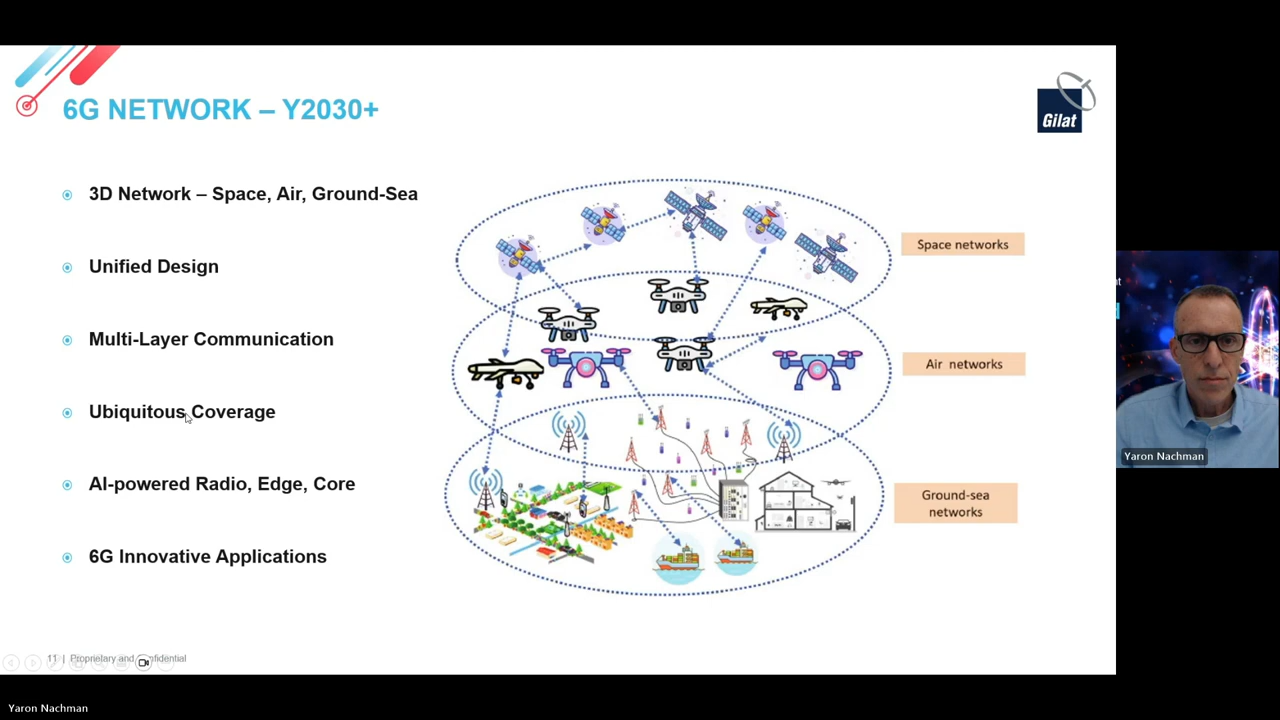 6G NETWORK – Y2030+
Gilat
3D Network – Space, Air, Ground-Sea
Unified Design
Multi-Layer Communication
Ubiquitous Coverage
AI-powered Radio, Edge, Core
6G Innovative Applications
Space networks
Air networks
Ground-sea
networks
11 | Proprietary and Confidential
Yaron Nachman
Yaron Nachman